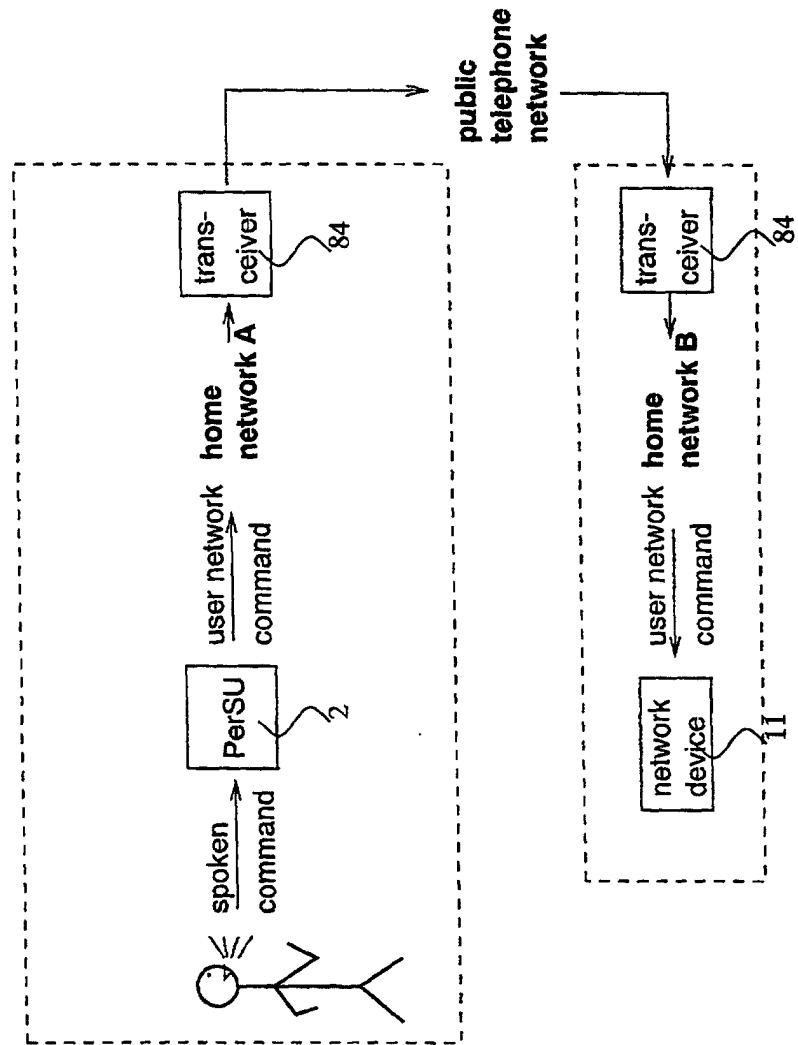 spoken
command
PerSU
2
user network
command
home
network A
trans-
ceiver
84
public
telephone
network
trans-
ceiver
84
home
network B
user network
command
network
device
11